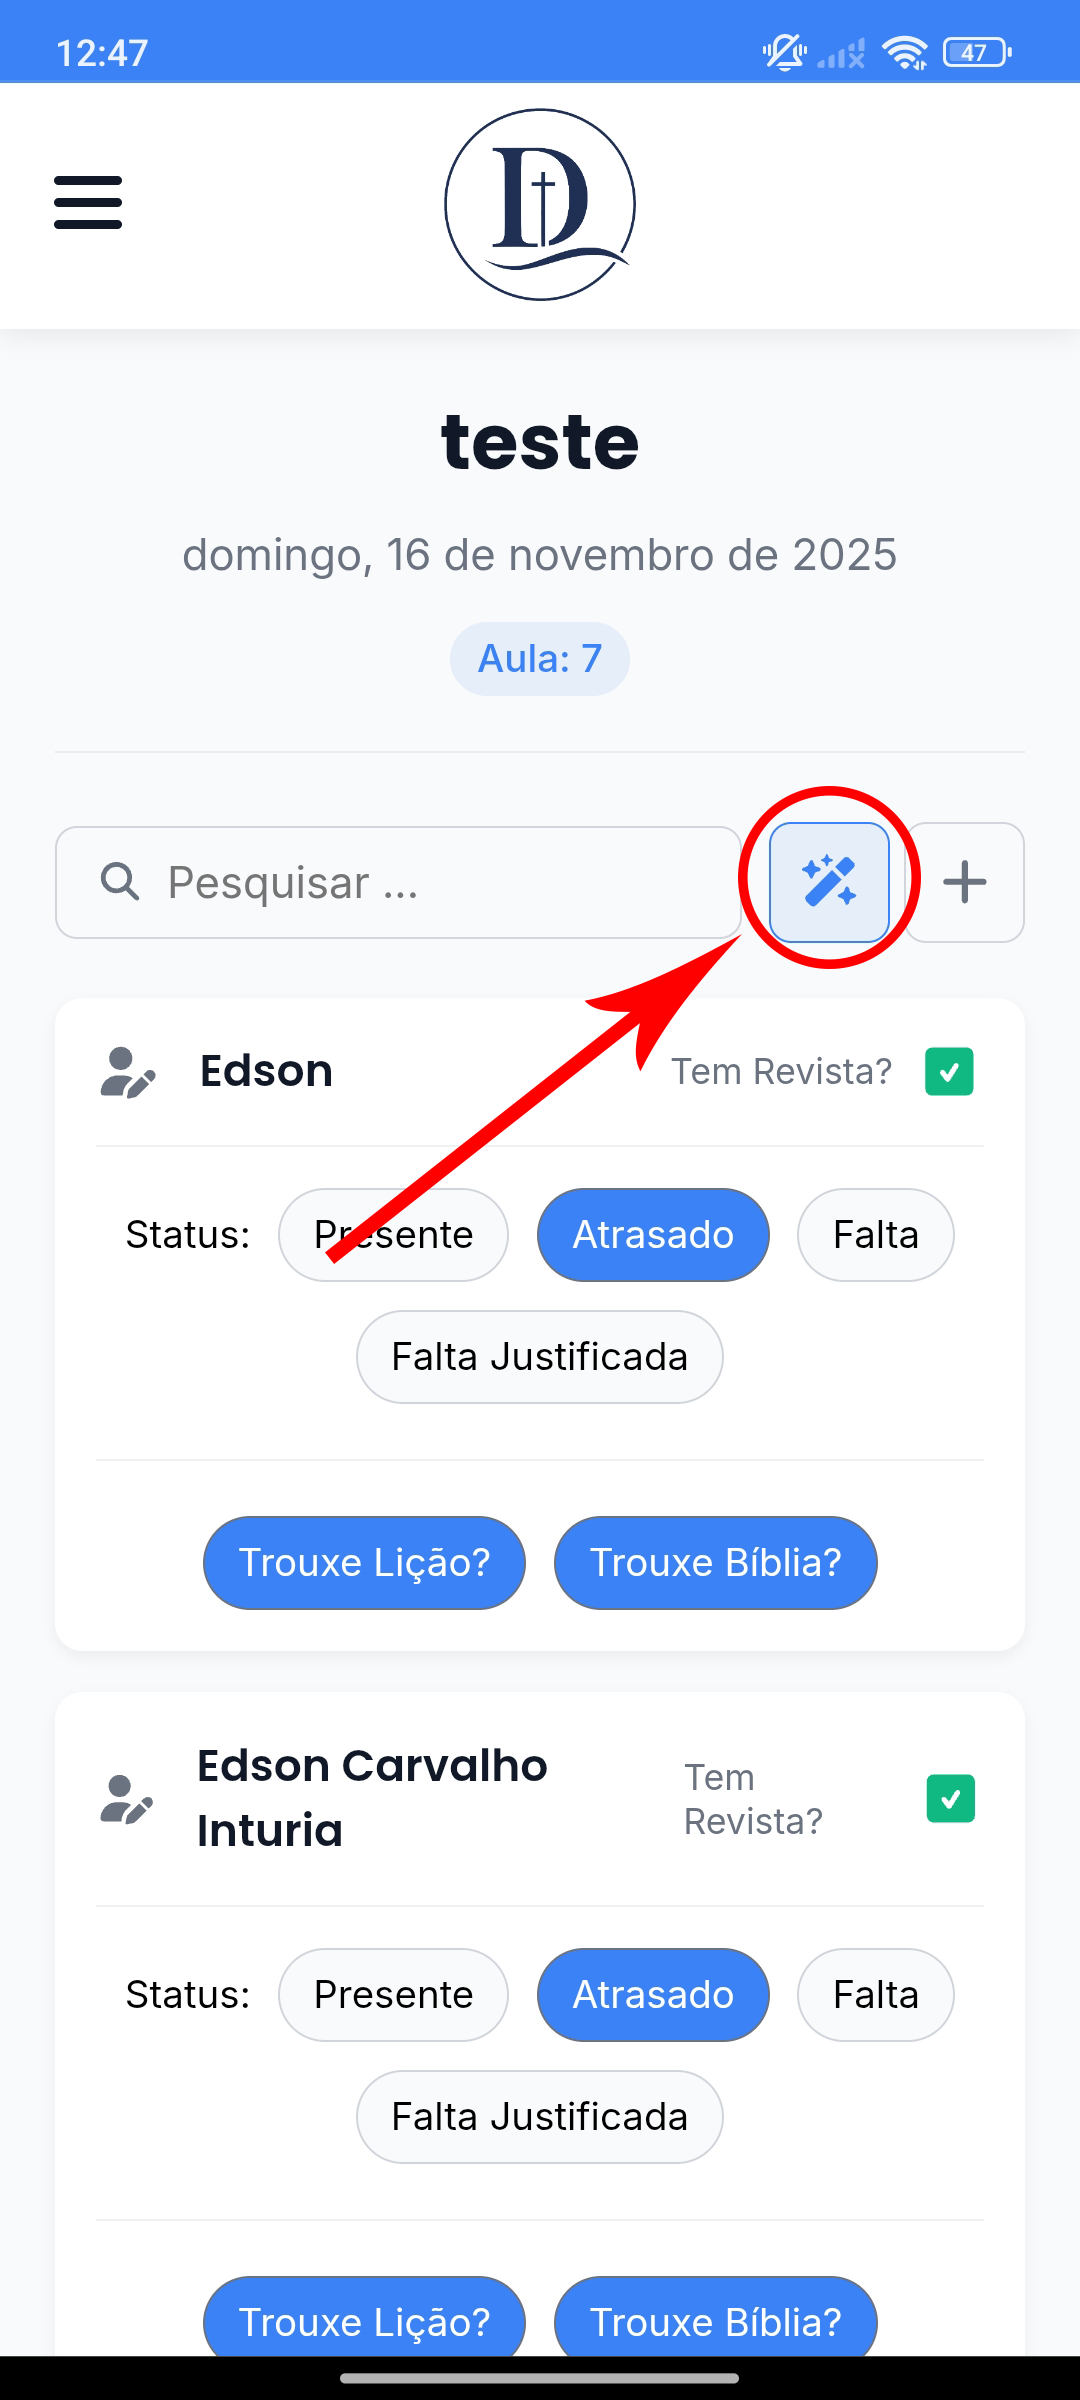 12:47
47
D
teste
domingo, 16 de novembro de 2025
Aula: 7
Pesquisar ...
Edson
Tem Revista?
Status: Presente Atrasado Falta
Falta Justificada
Trouxe Lição? Trouxe Bíblia?
Edson Carvalho
Inturia
Tem
Revista?
Status: Presente Atrasado Falta
Falta Justificada
Trouxe Lição? Trouxe Bíblia?